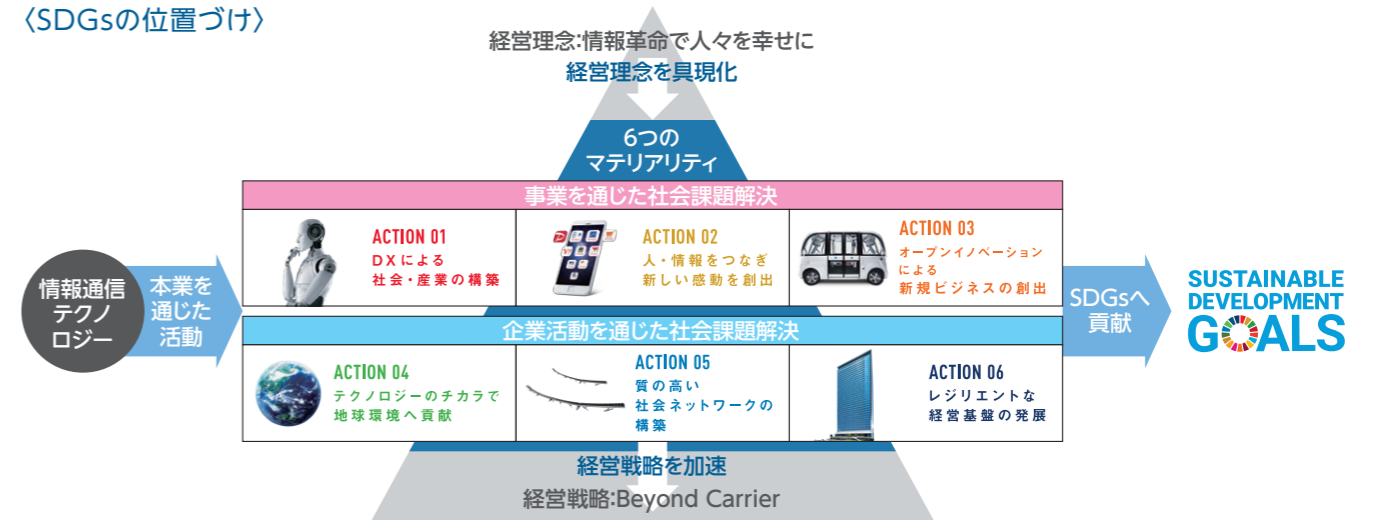 〈SDGsの位置づけ〉
経営理念:情報革命で人々を幸せに
経営理念を具現化
6つの
マテリアリティ
事業を通じた社会課題解決
ACTION 01
DXによる
社会・産業の構築
ACTION 02
人・情報をつなぎ
新しい感動を創出
ACTION 03
オープンイノベーション
による
新規ビジネスの創出
情報通信
テクノ
ロジー
本業を
通じた
活動
SDGsへ
貢献
SUSTAINABLE
DEVELOPMENT
GOALS
企業活動を通じた社会課題解決
ACTION 04
テクノロジーのチカラで
地球環境へ貢献
ACTION 05
質の高い
社会ネットワークの
構築
ACTION 06
レジリエントな
経営基盤の発展
経営戦略を加速
経営戦略:Beyond Carrier